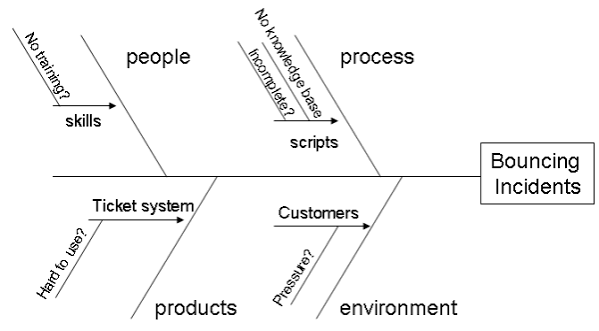 people
process
No training?
skills
No knowledge base
Incomplete?
scripts
Bouncing
Incidents
Ticket system
Customers
Hard to use?
Pressure?
products
environment